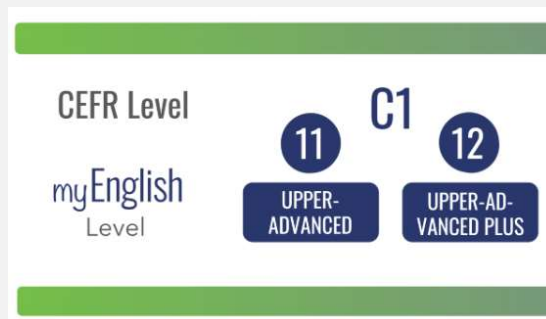 CEFR Level
C1
11
12
myEnglish
Level
UPPER-
ADVANCED
UPPER-AD-
VANCED PLUS